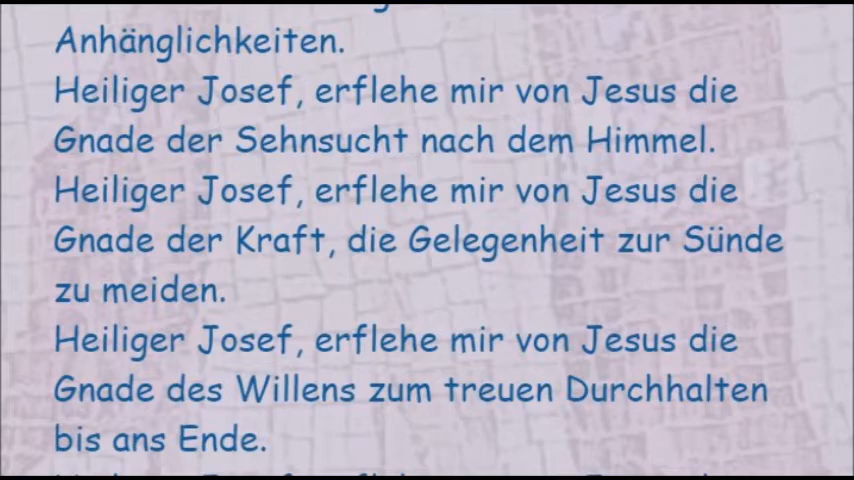 Anhänglichkeiten.
Heiliger Josef, erflehe mir von Jesus die
Gnade der Sehnsucht nach dem Himmel.
Heiliger Josef, erflehe mir von Jesus die
Gnade der Kraft, die Gelegenheit zur Sünde
zu meiden.
Heiliger Josef, erflehe mir von Jesus die
Gnade des Willens zum treuen Durchhalten
bis ans Ende.